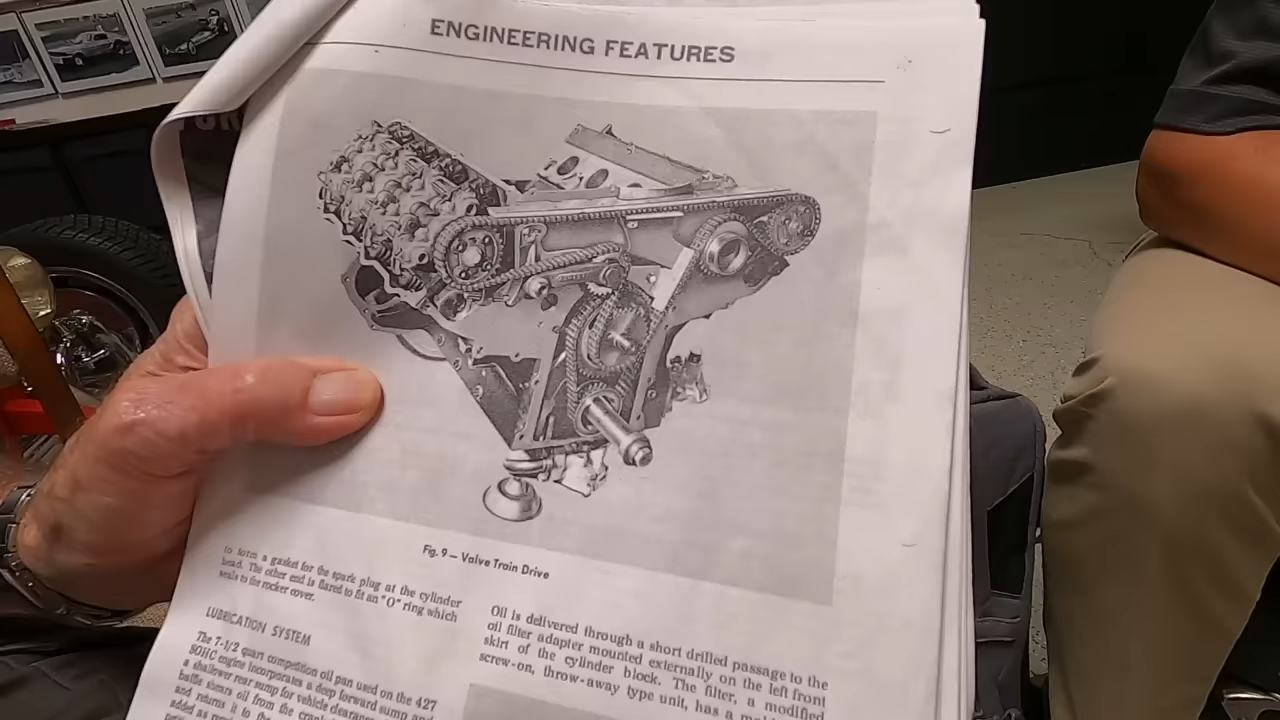 ENGINEERING FEATURES
Fig. 9 — Valve Train Drive
to form a gasket for the spark plug at the cylinder
head. The other end is flared to fit an "O" ring which
seals to the rocker cover.
LUBRICATION SYSTEM
The 7-1/2 quart competition oil pan used on the 427
SOHC engine incorporates a deep forward sump and
a shallower rear sump for vehicle clearance
baffle shears oil from the
and returns it to the
added as
Oil is delivered through a short drilled passage to the
oil filter adapter mounted externally on the left front
skirt of the cylinder block. The filter, a modified
screw-on, throw-away type unit, has a